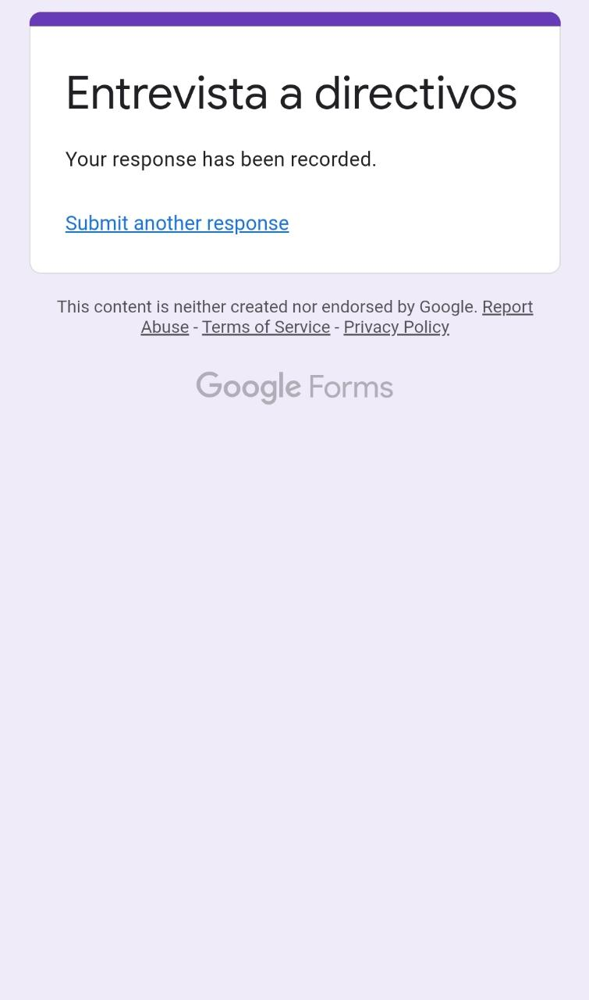 Entrevista a directivos
Your response has been recorded.
Submit another response
This content is neither created nor endorsed by Google. Report
Abuse - Terms of Service - Privacy Policy
Google Forms